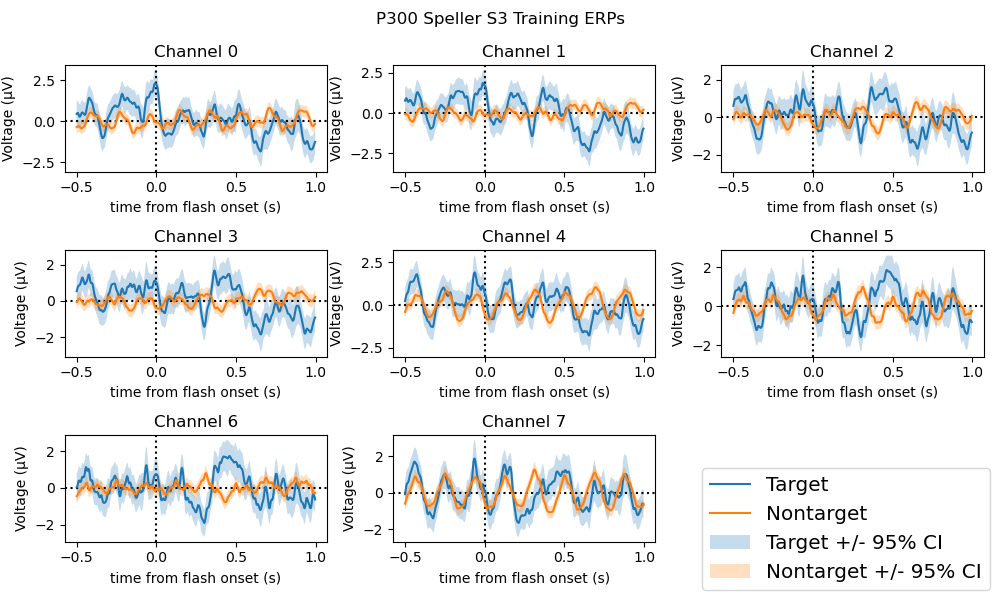 P300 Speller S3 Training ERPs
Channel 0
Channel 1
Channel 2
Voltage (µV)
2.5
0.0
−2.5
−0.5
0.0
0.5
1.0
time from flash onset (s)
Voltage (µV)
2.5
0.0
−2.5
−0.5
0.0
0.5
1.0
time from flash onset (s)
Voltage (µV)
2
0
−2
−0.5
0.0
0.5
1.0
time from flash onset (s)
Channel 3
Channel 4
Channel 5
Voltage (µV)
2
0
−2
−0.5
0.0
0.5
1.0
time from flash onset (s)
Voltage (µV)
2.5
0.0
−2.5
−0.5
0.0
0.5
1.0
time from flash onset (s)
Voltage (µV)
2
0
−2
−0.5
0.0
0.5
1.0
time from flash onset (s)
Channel 6
Channel 7
Voltage (µV)
2
0
−2
−0.5
0.0
0.5
1.0
time from flash onset (s)
Voltage (µV)
2
0
−2
−0.5
0.0
0.5
1.0
time from flash onset (s)
Target
Nontarget
Target +/- 95% CI
Nontarget +/- 95% CI